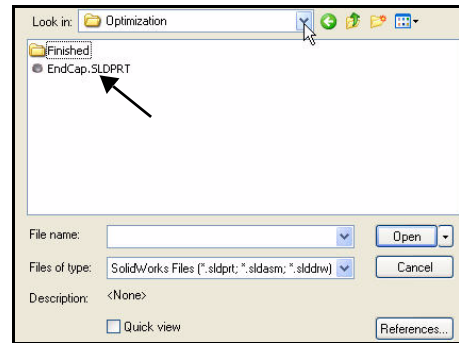 Look in: Optimization
Finished
EndCap.SLDPRT
File name: Open
Files of type: SolidWorks Files (*.sldprt; *.sldasm; *.slddrw) Cancel
Description: <None>
Quick view References...